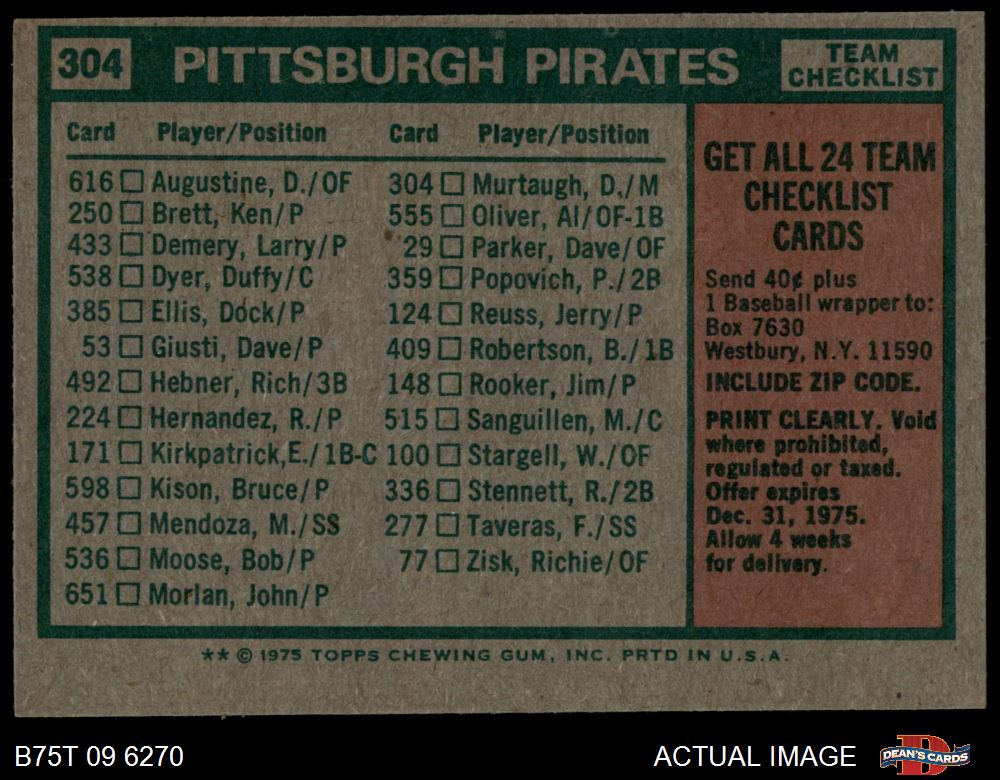 304
PITTSBURGH PIRATES
TEAM
CHECKLIST
Card Player/Position
616 □ Augustine, D./OF
250 □ Brett, Ken/P
433 □ Demery, Larry/P
538 □ Dyer, Duffy/C
385 □ Ellis, Dock/P
53 □ Giusti, Dave/P
492 □ Hebner, Rich/3B
224 □ Hernandez, R./P
171 □ Kirkpatrick,E./1B-C
598 □ Kison, Bruce/P
457 □ Mendoza, M./SS
536 □ Moose, Bob/P
651 □ Morlan, John/P
Card Player/Position
304 □ Murtaugh, D./M
555 □ Oliver, Al/OF-1B
29 □ Parker, Dave/OF
359 □ Popovich, P./2B
124 □ Reuss, Jerry/P
409 □ Robertson, B./1B
148 □ Rooker, Jim/P
515 □ Sanguillen, M./C
100 □ Stargell, W./OF
336 □ Stennett, R./2B
277 □ Taveras, F./SS
77 □ Zisk, Richie/OF
GET ALL 24 TEAM
CHECKLIST
CARDS
Send 40¢ plus
1 Baseball wrapper to:
Box 7630
Westbury, N.Y. 11590
INCLUDE ZIP CODE.
PRINT CLEARLY. Void
where prohibited,
regulated or taxed.
Offer expires
Dec. 31, 1975.
Allow 4 weeks
for delivery.
** © 1975 TOPPS CHEWING GUM, INC. PRTD IN U.S.A.
B75T 09 6270
ACTUAL IMAGE
DEAN'S CARDS